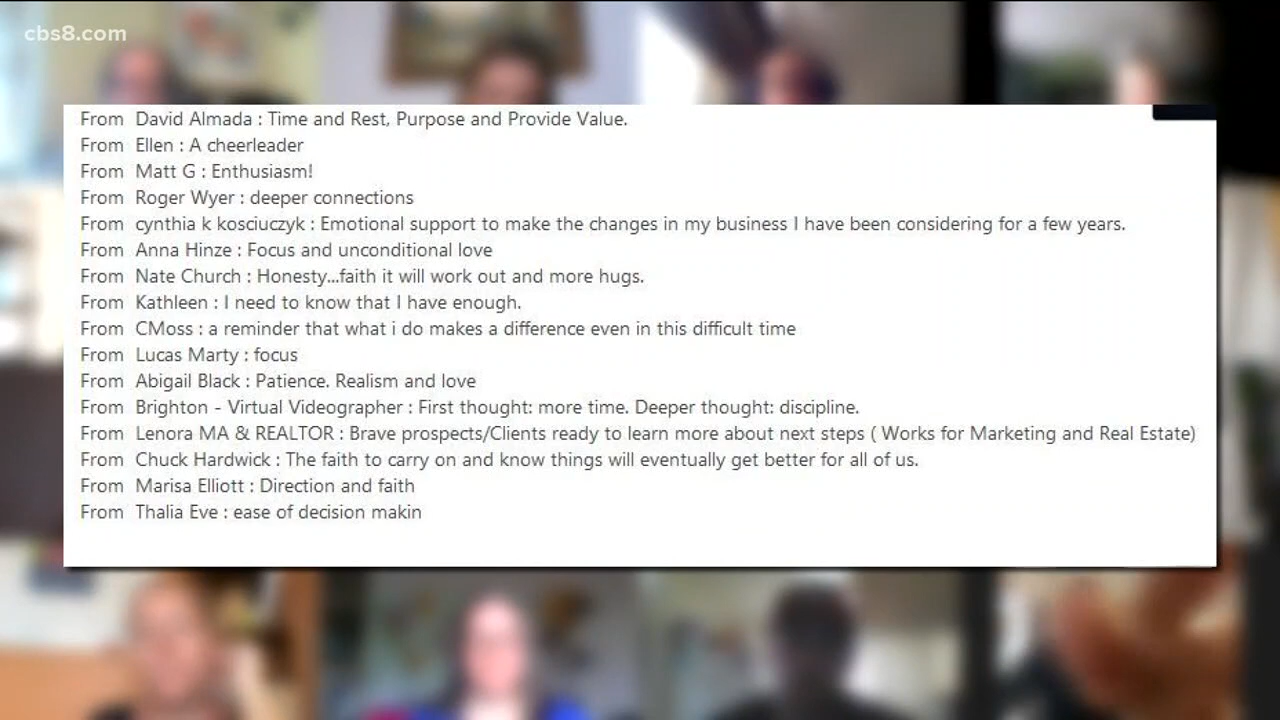 cbs8.com
From David Almada : Time and Rest, Purpose and Provide Value.
From Ellen : A cheerleader
From Matt G : Enthusiasm!
From Roger Wyer : deeper connections
From cynthia k kosciuczyk : Emotional support to make the changes in my business I have been considering for a few years.
From Anna Hinze : Focus and unconditional love
From Nate Church : Honesty...faith it will work out and more hugs.
From Kathleen : I need to know that I have enough.
From CMoss : a reminder that what i do makes a difference even in this difficult time
From Lucas Marty : focus
From Abigail Black : Patience. Realism and love
From Brighton - Virtual Videographer : First thought: more time. Deeper thought: discipline.
From Lenora MA & REALTOR : Brave prospects/Clients ready to learn more about next steps ( Works for Marketing and Real Estate)
From Chuck Hardwick : The faith to carry on and know things will eventually get better for all of us.
From Marisa Elliott : Direction and faith
From Thalia Eve : ease of decision makin